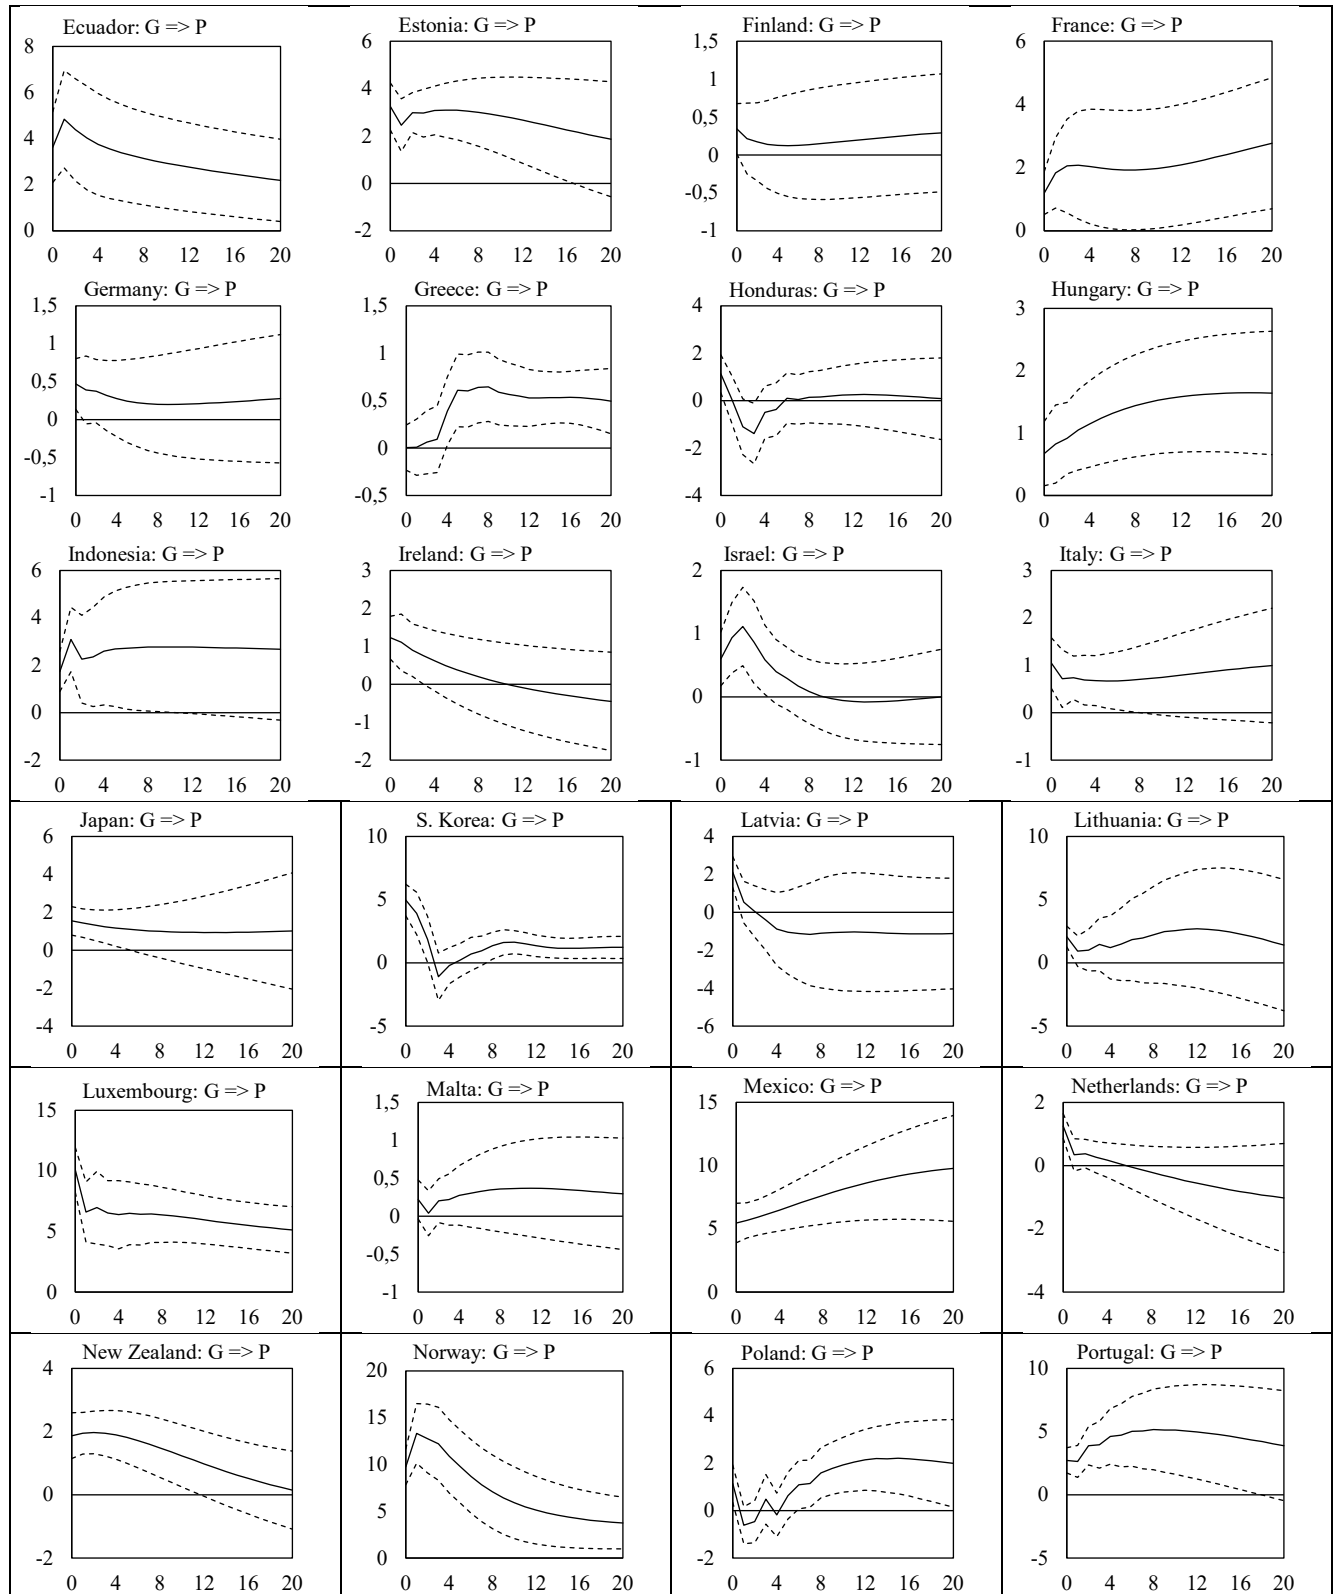 Ecuador: G => P
8
6
4
2
0
0 4 8 12 16 20
Estonia: G => P
6
4
2
0
-2
0 4 8 12 16 20
Finland: G => P
1,5
1
0,5
0
-0,5
-1
0 4 8 12 16 20
France: G => P
6
4
2
0
0 4 8 12 16 20
Germany: G => P
1,5
1
0,5
0
-0,5
-1
0 4 8 12 16 20
Greece: G => P
1,5
1
0,5
0
-0,5
0 4 8 12 16 20
Honduras: G => P
4
2
0
-2
-4
0 4 8 12 16 20
Hungary: G => P
3
2
1
0
0 4 8 12 16 20
Indonesia: G => P
6
4
2
0
-2
0 4 8 12 16 20
Ireland: G => P
3
2
1
0
-1
-2
0 4 8 12 16 20
Israel: G => P
2
1
0
-1
0 4 8 12 16 20
Italy: G => P
3
2
1
0
-1
0 4 8 12 16 20
Japan: G => P
6
4
2
0
-2
-4
0 4 8 12 16 20
S. Korea: G => P
10
5
0
-5
0 4 8 12 16 20
Latvia: G => P
4
2
0
-2
-4
-6
0 4 8 12 16 20
Lithuania: G => P
10
5
0
-5
0 4 8 12 16 20
Luxembourg: G => P
15
10
5
0
0 4 8 12 16 20
Malta: G => P
1,5
1
0,5
0
-0,5
-1
0 4 8 12 16 20
Mexico: G => P
15
10
5
0
0 4 8 12 16 20
Netherlands: G => P
2
0
-2
-4
0 4 8 12 16 20
New Zealand: G => P
4
2
0
-2
0 4 8 12 16 20
Norway: G => P
20
15
10
5
0
0 4 8 12 16 20
Poland: G => P
6
4
2
0
-2
0 4 8 12 16 20
Portugal: G => P
10
5
0
-5
0 4 8 12 16 20